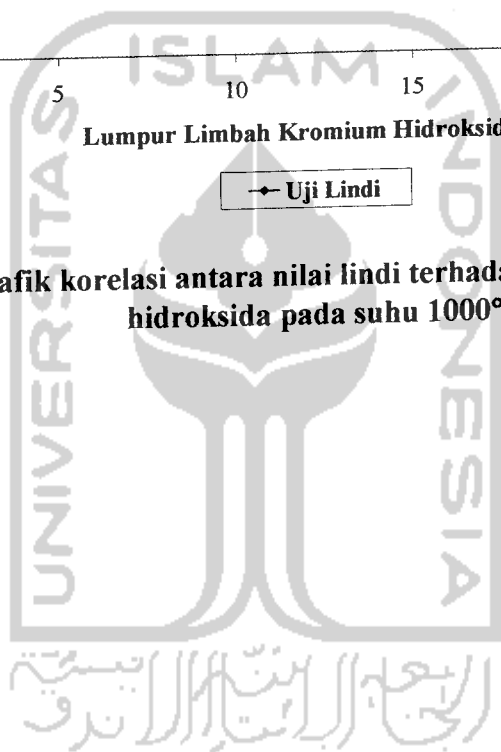 ISLAM
5 10 15
Lumpur Limbah Kromium Hidroksid
Uji Lindi
afik korelasi antara nilai lindi terhada
hidroksida pada suhu 1000°
UNIVERSITAS
INDONESIA